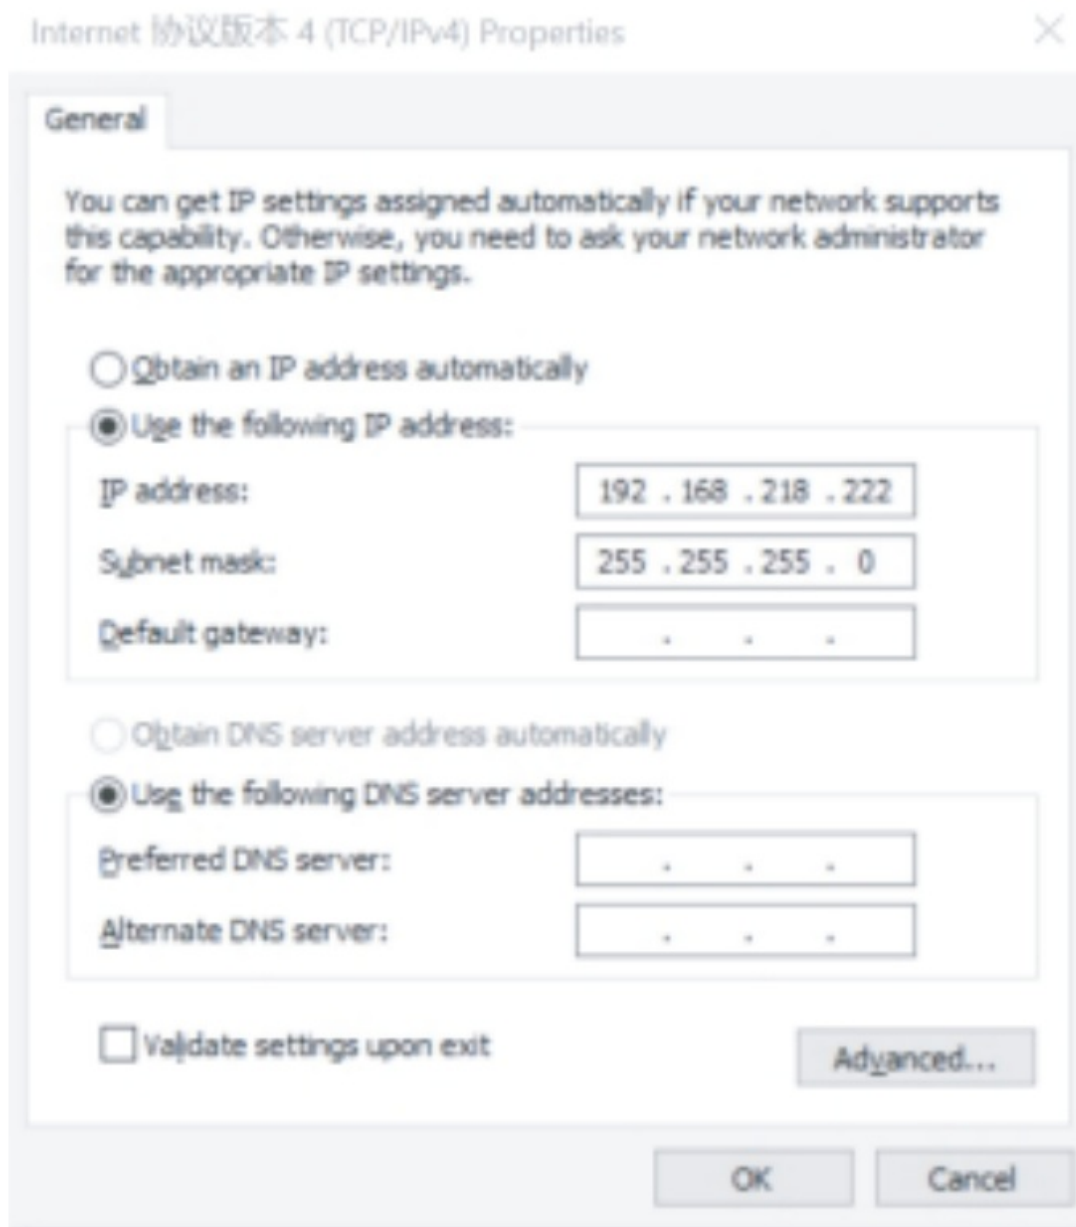 Internet 协议版本 4 (TCP/IPv4) Properties
General
You can get IP settings assigned automatically if your network supports
this capability. Otherwise, you need to ask your network administrator
for the appropriate IP settings.
Obtain an IP address automatically
Use the following IP address:
IP address: 192 . 168 . 218 . 222
Subnet mask: 255 . 255 . 255 . 0
Default gateway: . . .
Obtain DNS server address automatically
Use the following DNS server addresses:
Preferred DNS server: . . .
Alternate DNS server: . . .
Validate settings upon exit
Advanced...
OK Cancel